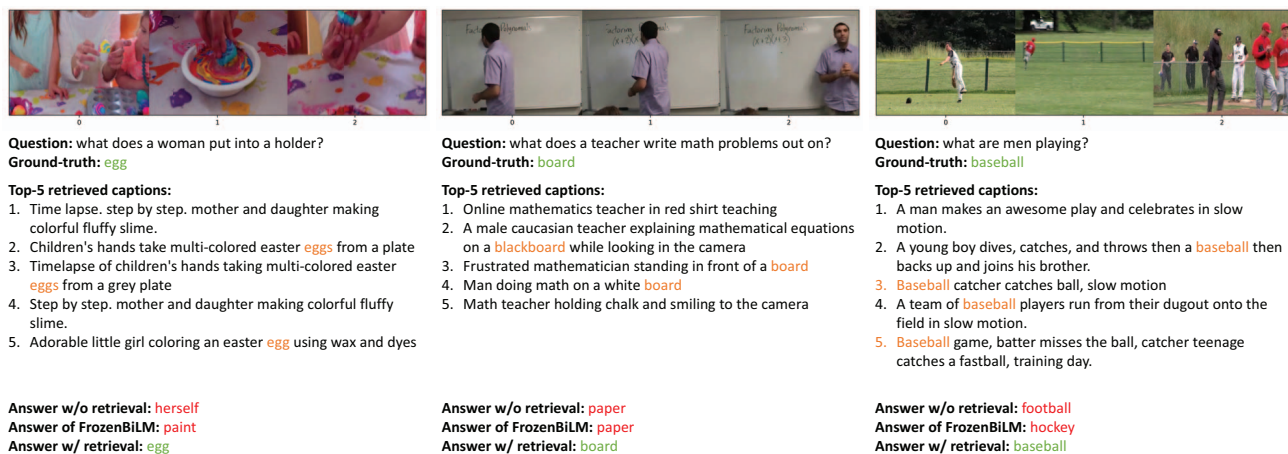 0
1
2
Question: what does a woman put into a holder?
Ground-truth: egg
Top-5 retrieved captions:
1. Time lapse. step by step. mother and daughter making
colorful fluffy slime.
2. Children's hands take multi-colored easter eggs from a plate
3. Timelapse of children's hands taking multi-colored easter
eggs from a grey plate
4. Step by step. mother and daughter making colorful fluffy
slime.
5. Adorable little girl coloring an easter egg using wax and dyes
Answer w/o retrieval: herself
Answer of FrozenBiLM: paint
Answer w/ retrieval: egg
Factoring Polynomials
Factoring Polynomials
Factoring Polynomials
0
1
2
Question: what does a teacher write math problems out on?
Ground-truth: board
Top-5 retrieved captions:
1. Online mathematics teacher in red shirt teaching
2. A male caucasian teacher explaining mathematical equations
on a blackboard while looking in the camera
3. Frustrated mathematician standing in front of a board
4. Man doing math on a white board
5. Math teacher holding chalk and smiling to the camera
Answer w/o retrieval: paper
Answer of FrozenBiLM: paper
Answer w/ retrieval: board
0
1
2
Question: what are men playing?
Ground-truth: baseball
Top-5 retrieved captions:
1. A man makes an awesome play and celebrates in slow
motion.
2. A young boy dives, catches, and throws then a baseball then
backs up and joins his brother.
3. Baseball catcher catches ball, slow motion
4. A team of baseball players run from their dugout onto the
field in slow motion.
5. Baseball game, batter misses the ball, catcher teenage
catches a fastball, training day.
Answer w/o retrieval: football
Answer of FrozenBiLM: hockey
Answer w/ retrieval: baseball